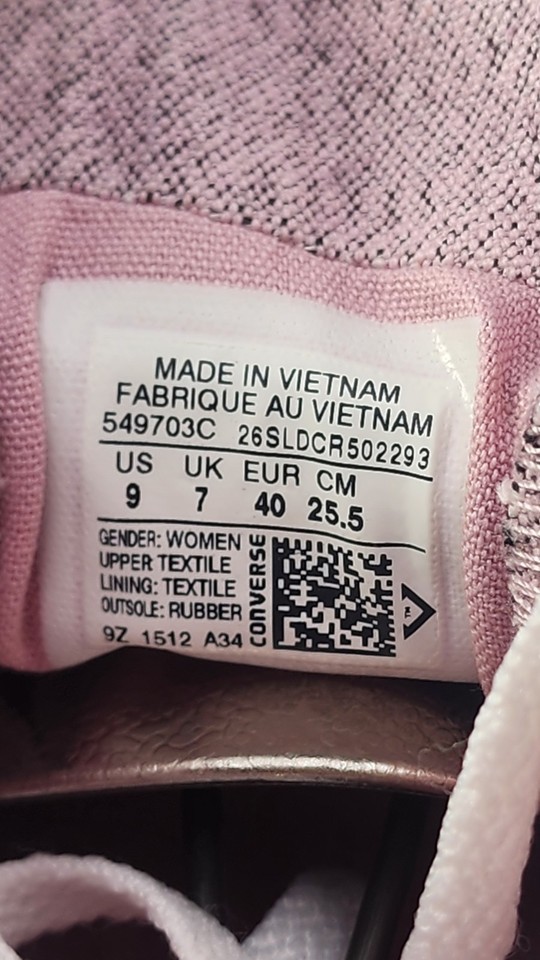 MADE IN VIETNAM
FABRIQUE AU VIETNAM
549703C 26SLDCR502293
US UK EUR CM
9 7 40 25.5
GENDER: WOMEN
UPPER TEXTILE
LINING: TEXTILE
OUTSOLE: RUBBER
9Z 1512 A34
CONVERSE
TM